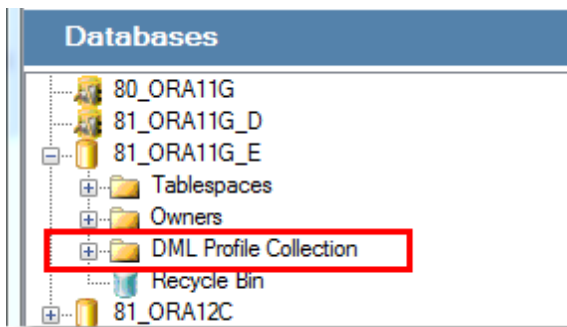 Databases
80_ORA11G
81_ORA11G_D
81_ORA11G_E
Tablespaces
Owners
DML Profile Collection
Recycle Bin
81_ORA12C